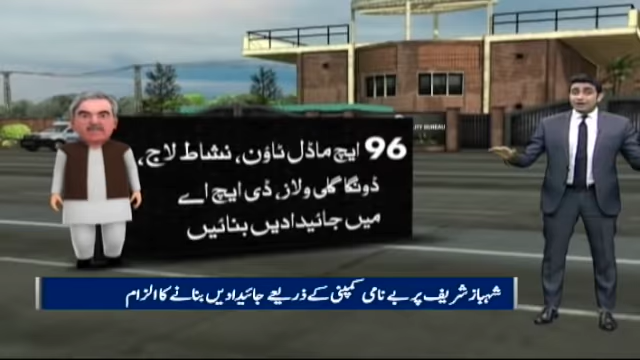 96 ایچ ماڈل ٹاؤن، نشاط لاج،
ڈونگا گلی ولاز، ڈی ایچ اے
میں جائیدادیں بنائیں
BUREAU
شہباز شریف پر بے نامی کمپنی کے ذریعے جائیدادیں بنانے کا الزام